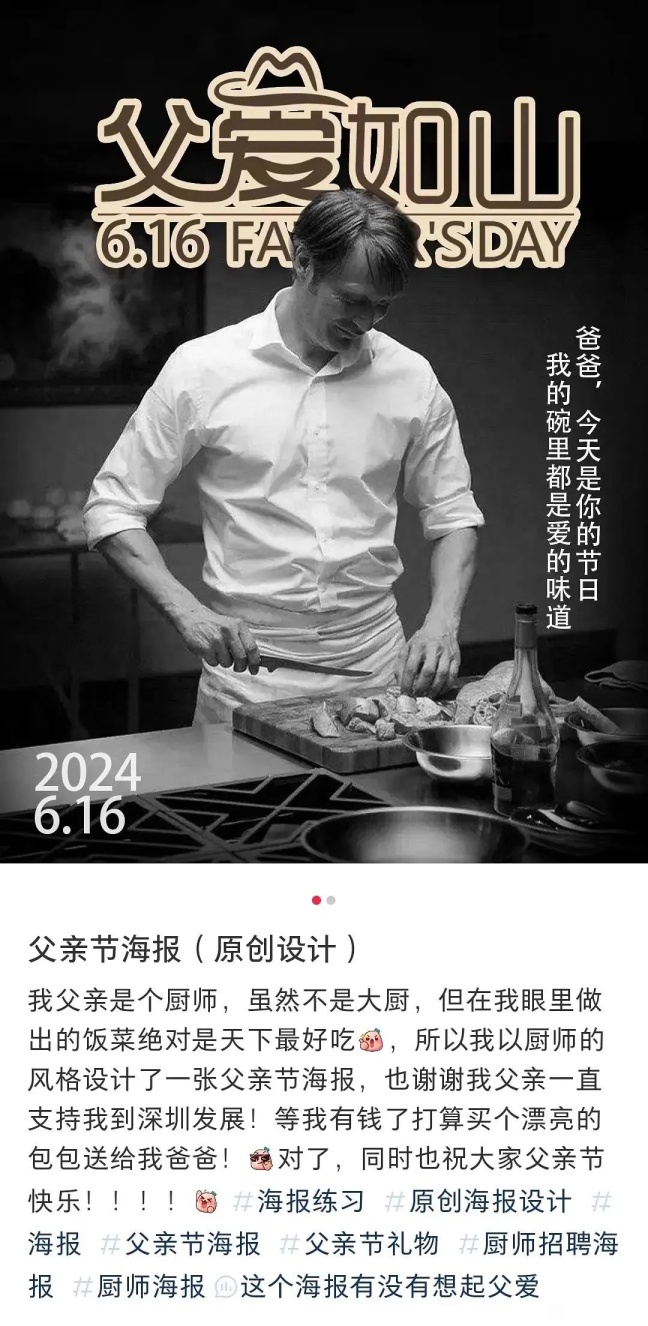 父爱如山
6.16 FA R'SDAY
爸爸，今天是你的节日
我的碗里都是爱的味道
2024
6.16
父亲节海报（原创设计）
我父亲是个厨师，虽然不是大厨，但在我眼里做
出的饭菜绝对是天下最好吃，所以我以厨师的
风格设计了一张父亲节海报，也谢谢我父亲一直
支持我到深圳发展！等我有钱了打算买个漂亮的
包包送给我爸爸！对了，同时也祝大家父亲节
快乐！！！！ #海报练习 #原创海报设计 #
海报 #父亲节海报 #父亲节礼物 #厨师招聘海
报 #厨师海报 这个海报有没有想起父爱